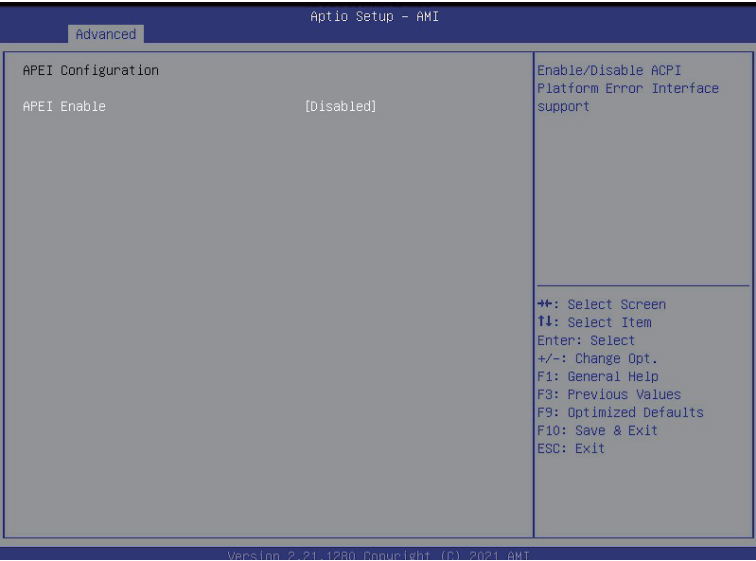 Aptio Setup – AMI
Advanced
APEI Configuration
APEI Enable [Disabled]
Enable/Disable ACPI
Platform Error Interface
support
→←: Select Screen
↑↓: Select Item
Enter: Select
+/-: Change Opt.
F1: General Help
F3: Previous Values
F9: Optimized Defaults
F10: Save & Exit
ESC: Exit
Version 2.21.1280 Copyright (C) 2021 AMI